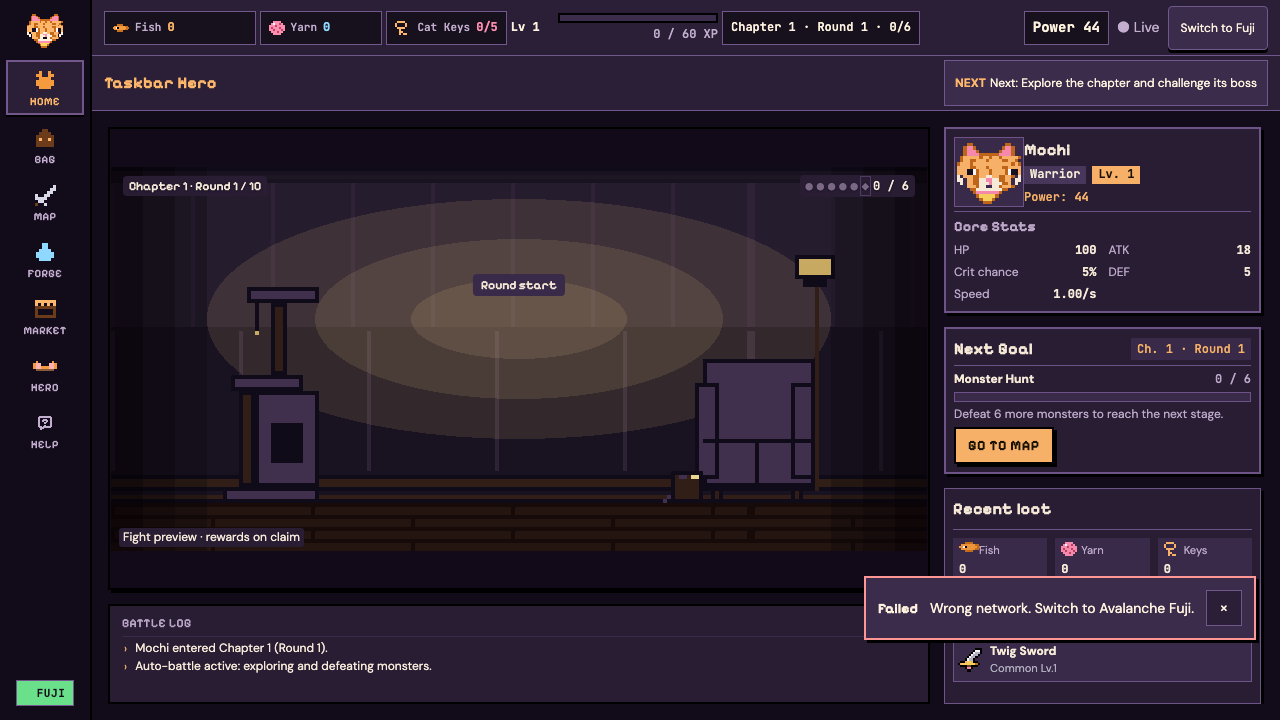 Fish 0
Yarn 0
Cat Keys 0/5
Lv 1
0 / 60 XP
Chapter 1 · Round 1 · 0/6
Power 44
Live
Switch to Fuji
Taskbar Hero
NEXT Next: Explore the chapter and challenge its boss
HOME
BAG
MAP
FORGE
MARKET
HERO
HELP
FUJI
Chapter 1 · Round 1 / 10
0 / 6
Round start
Fight preview · rewards on claim
BATTLE LOG
› Mochi entered Chapter 1 (Round 1).
› Auto-battle active: exploring and defeating monsters.
Mochi
Warrior Lv. 1
Power: 44
Core Stats
HP 100 ATK 18
Crit chance 5% DEF 5
Speed 1.00/s
Next Goal
Ch. 1 · Round 1
Monster Hunt 0 / 6
Defeat 6 more monsters to reach the next stage.
GO TO MAP
Recent loot
Fish Yarn Keys
0 0 0
Failed Wrong network. Switch to Avalanche Fuji. ×
Twig Sword
Common Lv.1